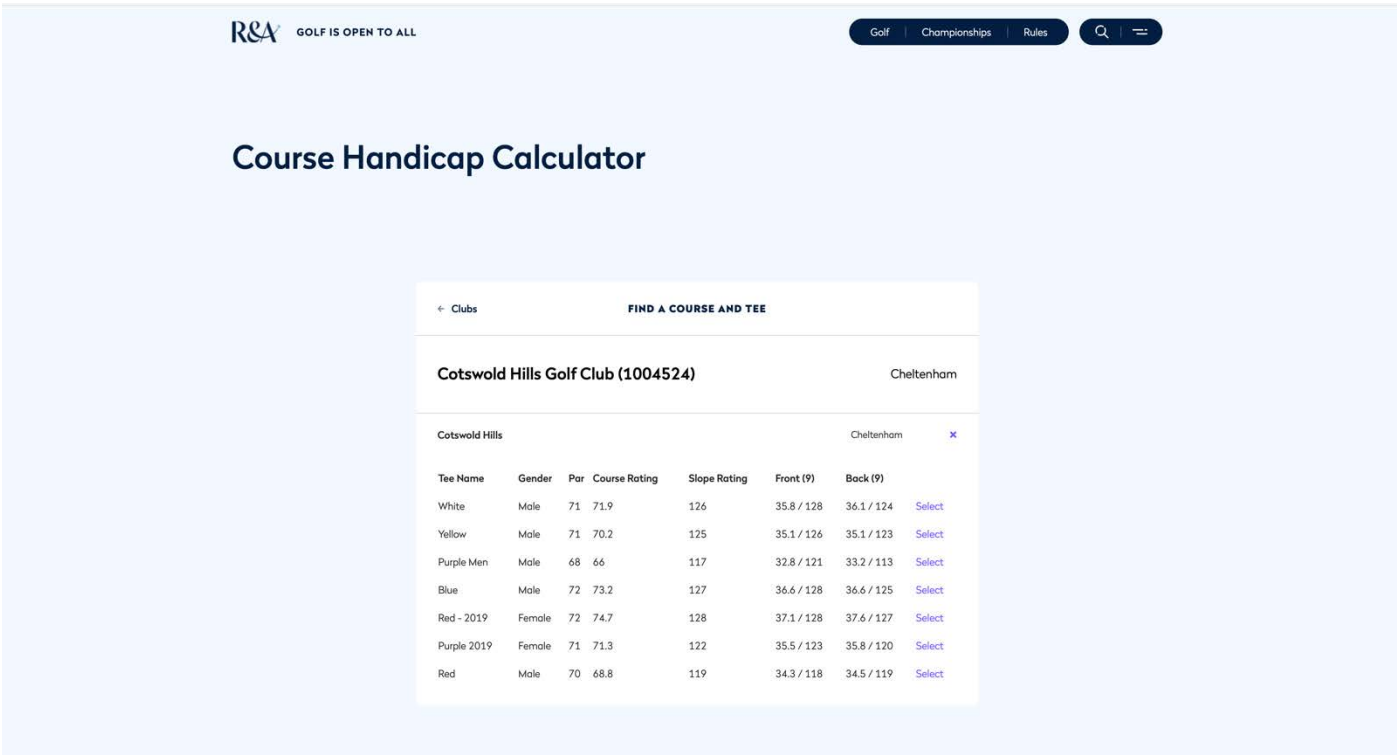 R&A GOLF IS OPEN TO ALL Golf Championships Rules
Course Handicap Calculator
← Clubs FIND A COURSE AND TEE
Cotswold Hills Golf Club (1004524) Cheltenham
Cotswold Hills Cheltenham ×
Tee Name Gender Par Course Rating Slope Rating Front (9) Back (9)
White Male 71 71.9 126 35.8 / 128 36.1 / 124 Select
Yellow Male 71 70.2 125 35.1 / 126 35.1 / 123 Select
Purple Men Male 68 66 117 32.8 / 121 33.2 / 113 Select
Blue Male 72 73.2 127 36.6 / 128 36.6 / 125 Select
Red - 2019 Female 72 74.7 128 37.1 / 128 37.6 / 127 Select
Purple 2019 Female 71 71.3 122 35.5 / 123 35.8 / 120 Select
Red Male 70 68.8 119 34.3 / 118 34.5 / 119 Select